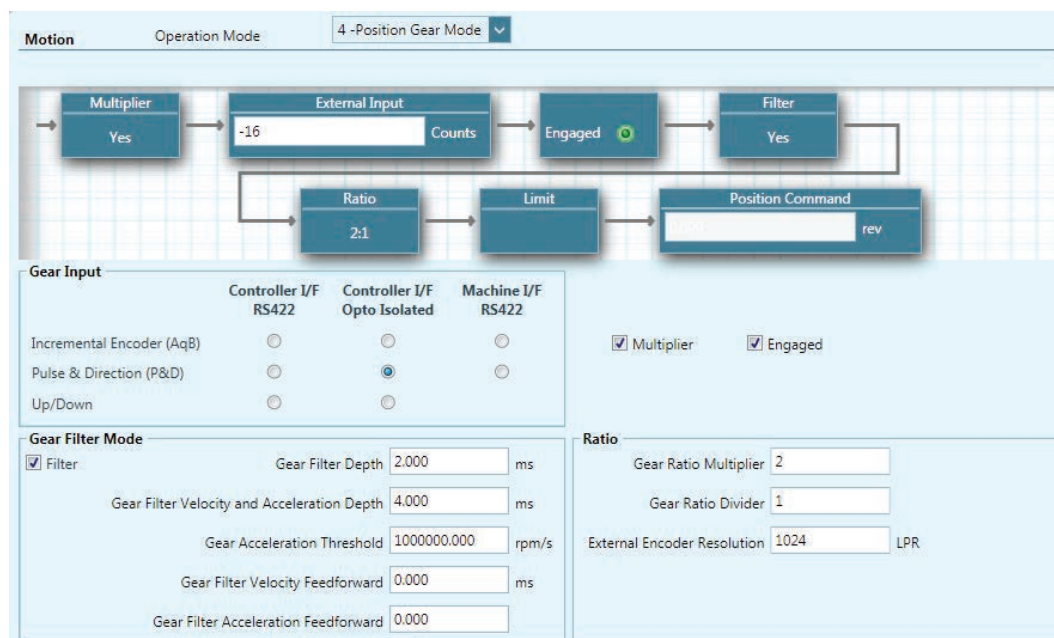 Motion Operation Mode 4 -Position Gear Mode
Multiplier External Input Filter
Yes -16 Counts Engaged Yes
Ratio Limit Position Command
2:1 rev
Gear Input
Controller I/F Controller I/F Machine I/F
RS422 Opto Isolated RS422
Incremental Encoder (AqB) Multiplier Engaged
Pulse & Direction (P&D)
Up/Down
Gear Filter Mode Ratio
Filter Gear Filter Depth 2.000 ms Gear Ratio Multiplier 2
Gear Filter Velocity and Acceleration Depth 4.000 ms Gear Ratio Divider 1
Gear Acceleration Threshold 1000000.000 rpm/s External Encoder Resolution 1024 LPR
Gear Filter Velocity Feedforward 0.000 ms
Gear Filter Acceleration Feedforward 0.000